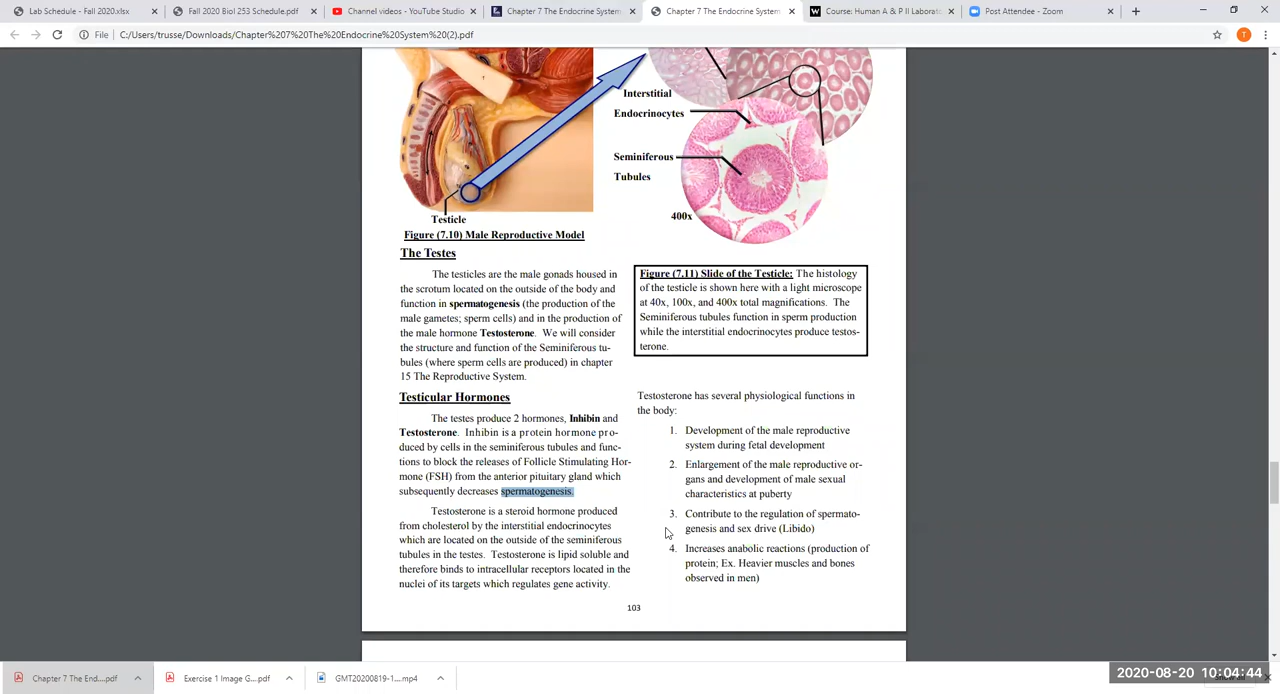 Lab Schedule - Fall 2020.xlsx
Fall 2020 Biol 253 Schedule.pdf
Channel videos - YouTube Studio
Chapter 7 The Endocrine System
Chapter 7 The Endocrine System
Course: Human A & P II Laborat
Post Attendee - Zoom
File
C:/Users/trusse/Downloads/Chapter%207%20The%20Endocrine%20System%20(2).pdf
T
Interstitial
Endocrinocytes
Seminiferous
Tubules
400x
Testicle
Figure (7.10) Male Reproductive Model
The Testes
The testicles are the male gonads housed in
the scrotum located on the outside of the body and
function in spermatogenesis (the production of the
male gametes; sperm cells) and in the production of
the male hormone Testosterone. We will consider
the structure and function of the Seminiferous tu-
bules (where sperm cells are produced) in chapter
15 The Reproductive System.
Testicular Hormones
The testes produce 2 hormones, Inhibin and
Testosterone. Inhibin is a protein hormone pro-
duced by cells in the seminiferous tubules and func-
tions to block the releases of Follicle Stimulating Hor-
mone (FSH) from the anterior pituitary gland which
subsequently decreases spermatogenesis.
Testosterone is a steroid hormone produced
from cholesterol by the interstitial endocrinocytes
which are located on the outside of the seminiferous
tubules in the testes. Testosterone is lipid soluble and
therefore binds to intracellular receptors located in the
nuclei of its targets which regulates gene activity.
Figure (7.11) Slide of the Testicle: The histology
of the testicle is shown here with a light microscope
at 40x, 100x, and 400x total magnifications. The
Seminiferous tubules function in sperm production
while the interstitial endocrinocytes produce testos-
terone.
Testosterone has several physiological functions in
the body:
1. Development of the male reproductive
system during fetal development
2. Enlargement of the male reproductive or-
gans and development of male sexual
characteristics at puberty
3. Contribute to the regulation of spermato-
genesis and sex drive (Libido)
4. Increases anabolic reactions (production of
protein; Ex. Heavier muscles and bones
observed in men)
103
Chapter 7 The End....pdf
Exercise 1 Image G...pdf
GMT20200819-1....mp4
2020-08-20 10:04:44